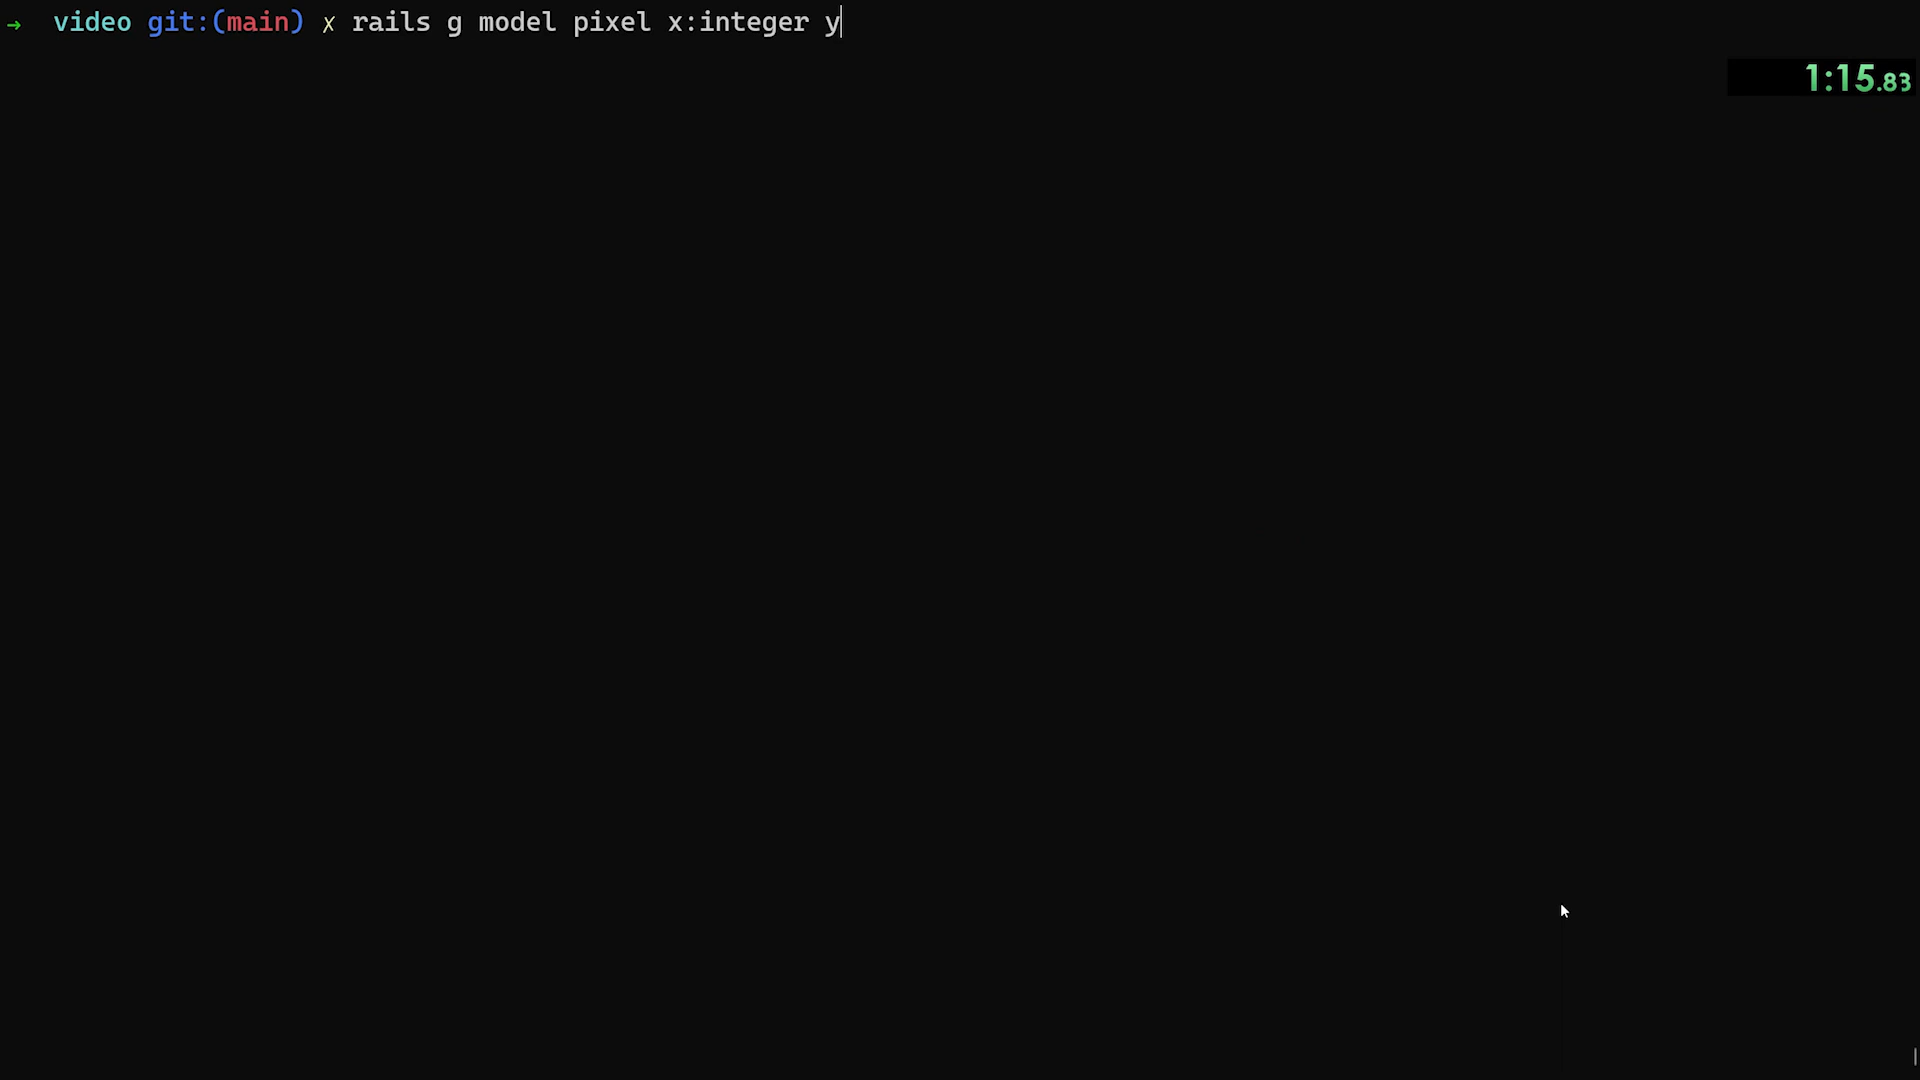 →  video git:(main) ✗ rails g model pixel x:integer y
1:15.83